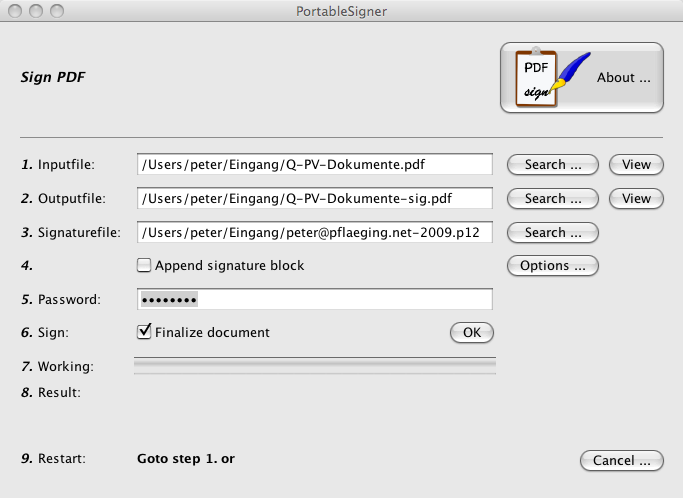 PortableSigner
Sign PDF
PDF
sign
About ...
1. Inputfile: /Users/peter/Eingang/Q-PV-Dokumente.pdf Search ... View
2. Outputfile: /Users/peter/Eingang/Q-PV-Dokumente-sig.pdf Search ... View
3. Signaturefile: /Users/peter/Eingang/peter@pflaeging.net-2009.p12 Search ...
4. Append signature block Options ...
5. Password: ••••••••
6. Sign: Finalize document OK
7. Working:
8. Result:
9. Restart: Goto step 1. or Cancel ...